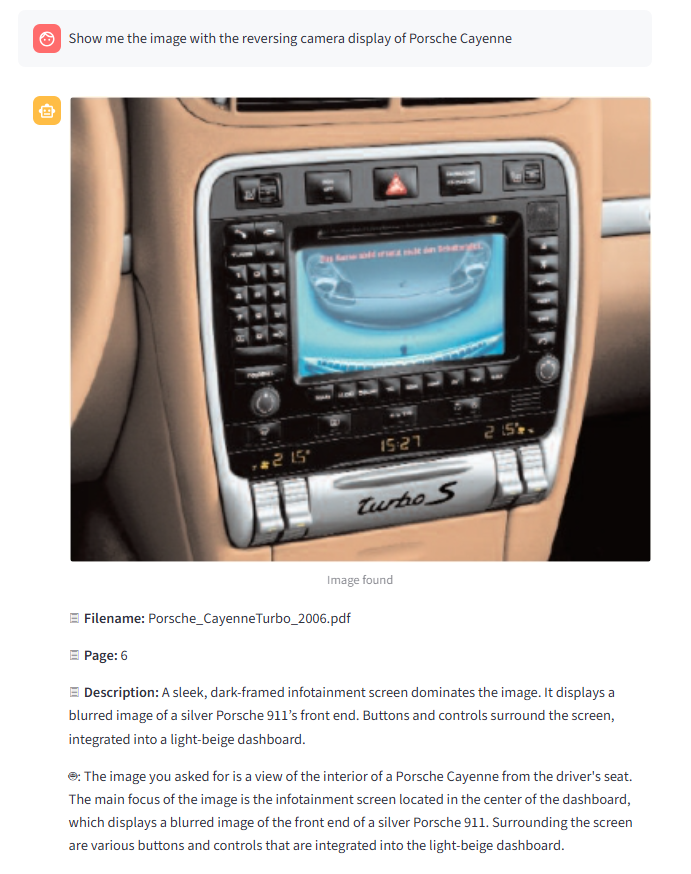 Show me the image with the reversing camera display of Porsche Cayenne
15:27
turbo S
Image found
Filename: Porsche_CayenneTurbo_2006.pdf
Page: 6
Description: A sleek, dark-framed infotainment screen dominates the image. It displays a
blurred image of a silver Porsche 911’s front end. Buttons and controls surround the screen,
integrated into a light-beige dashboard.
: The image you asked for is a view of the interior of a Porsche Cayenne from the driver's seat.
The main focus of the image is the infotainment screen located in the center of the dashboard,
which displays a blurred image of the front end of a silver Porsche 911. Surrounding the screen
are various buttons and controls that are integrated into the light-beige dashboard.